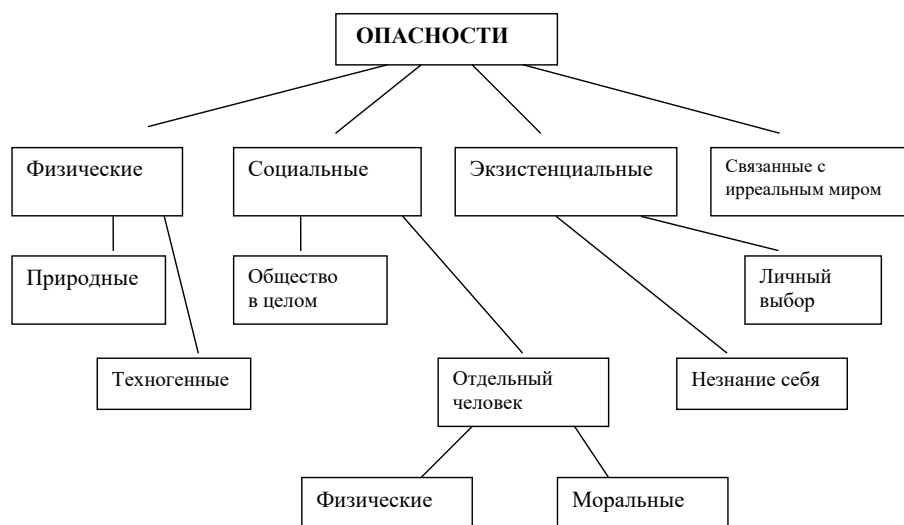 ОПАСНОСТИ
Физические
Социальные
Экзистенциальные
Связанные с
ирреальным миром
Природные
Общество
в целом
Личный
выбор
Техногенные
Отдельный
человек
Незнание себя
Физические
Моральные